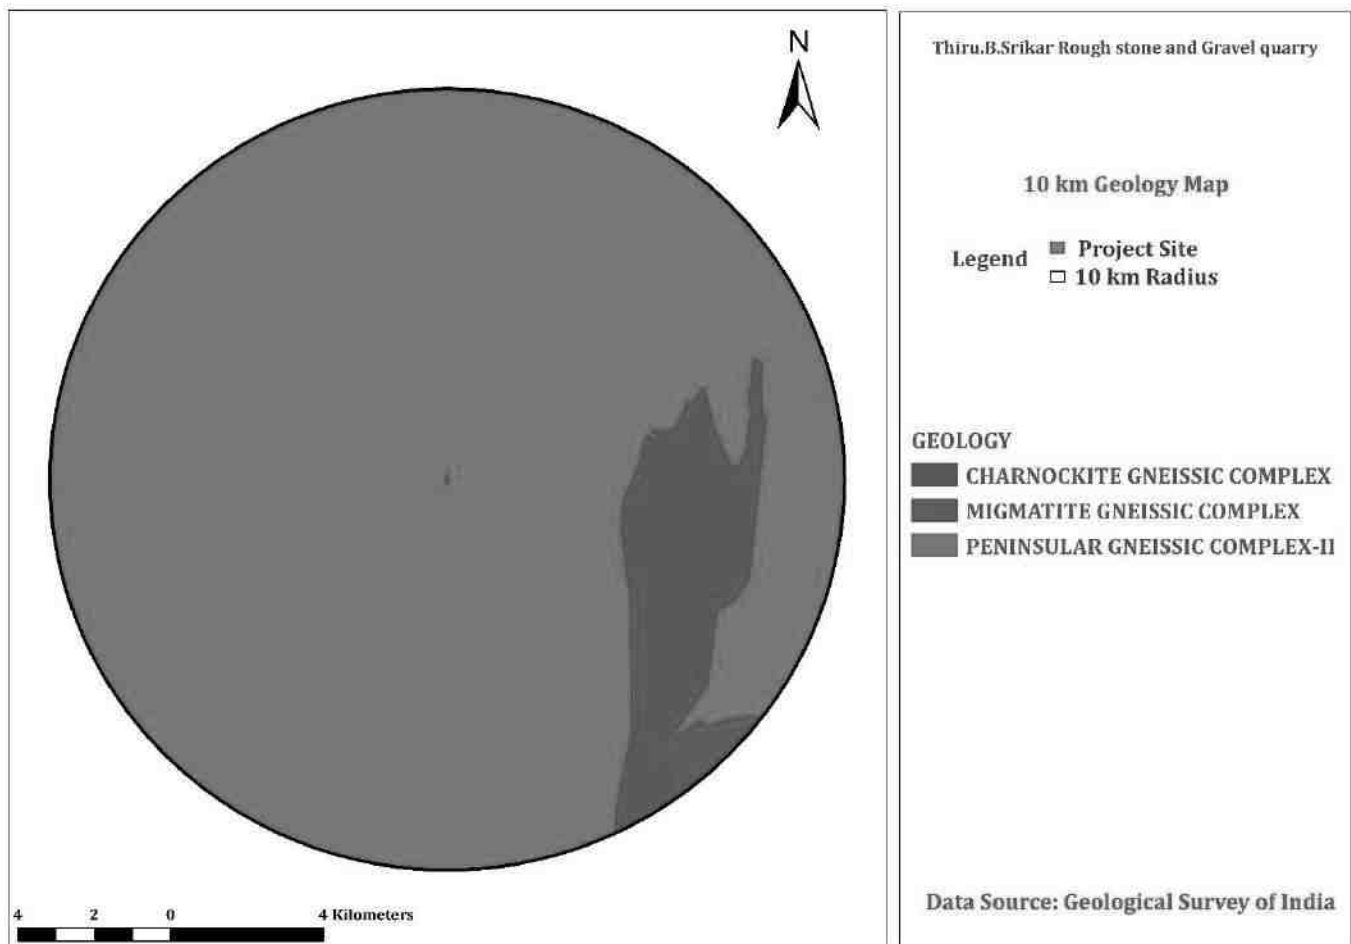 N
4 2 0 4 Kilometers
Thiru.B.Srikar Rough stone and Gravel quarry
10 km Geology Map
Legend
Project Site
10 km Radius
GEOLOGY
CHARNOCKITE GNEISSIC COMPLEX
MIGMATITE GNEISSIC COMPLEX
PENINSULAR GNEISSIC COMPLEX-II
Data Source: Geological Survey of India